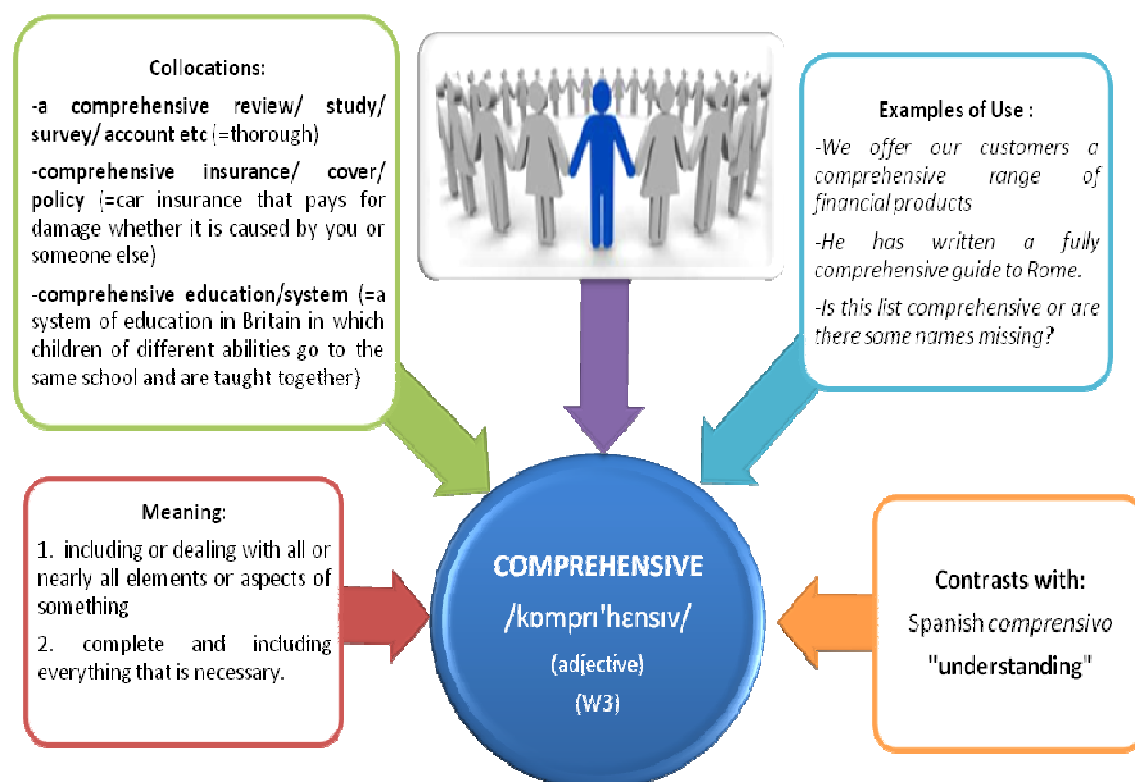 Collocations:
-a comprehensive review/ study/
survey/ account etc (=thorough)
-comprehensive insurance/ cover/
policy (=car insurance that pays for
damage whether it is caused by you or
someone else)
-comprehensive education/system (=a
system of education in Britain in which
children of different abilities go to the
same school and are taught together)
Examples of Use :
-We offer our customers a
comprehensive range of
financial products
-He has written a fully
comprehensive guide to Rome.
-Is this list comprehensive or are
there some names missing?
Meaning:
1. including or dealing with all or
nearly all elements or aspects of
something
2. complete and including
everything that is necessary.
COMPREHENSIVE
/kɒmprɪ'hɛnsɪv/
(adjective)
(W3)
Contrasts with:
Spanish comprensivo
"understanding"